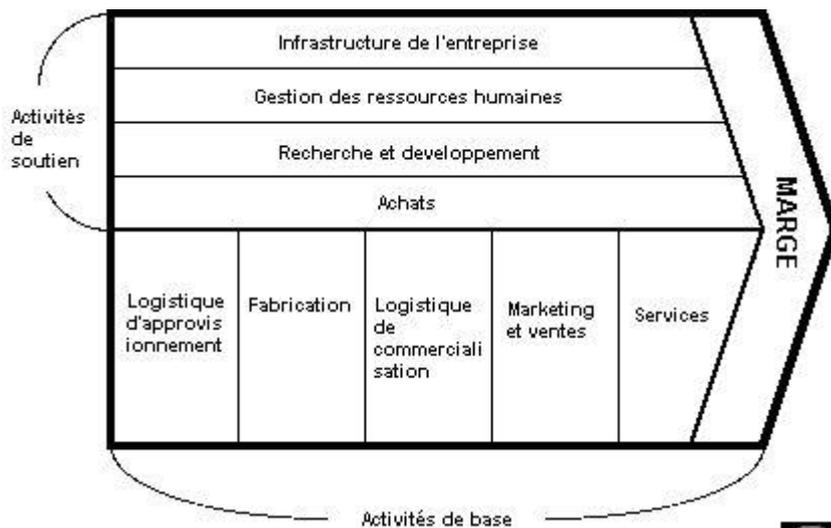 Infrastructure de l'entreprise
Gestion des ressources humaines
Activités
de
soutien
Recherche et developpement
Achats
MARGE
Logistique
d'approvis
ionnement
Fabrication
Logistique
de
commerciali
sation
Marketing
et ventes
Services
Activités de base